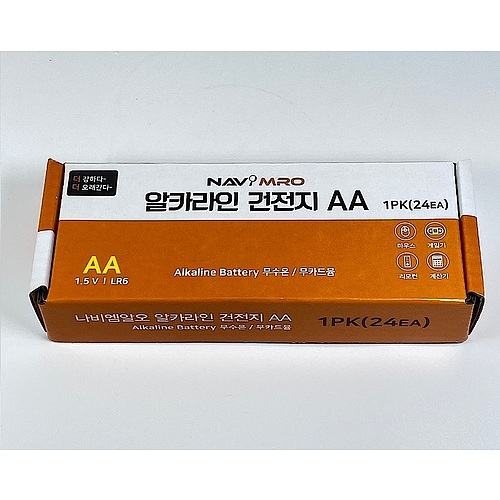 더 강하다~
더 오래간다~
NAVI MRO
알카라인 건전지 AA
1PK(24EA)
마우스
게임기
리모컨
계산기
AA
1.5 V I LR6
Alkaline Battery 무수은 / 무카드뮴
나비엠알오 알카라인 건전지 AA
Alkaline Battery 무수은 / 무카드뮴
1PK(24EA)